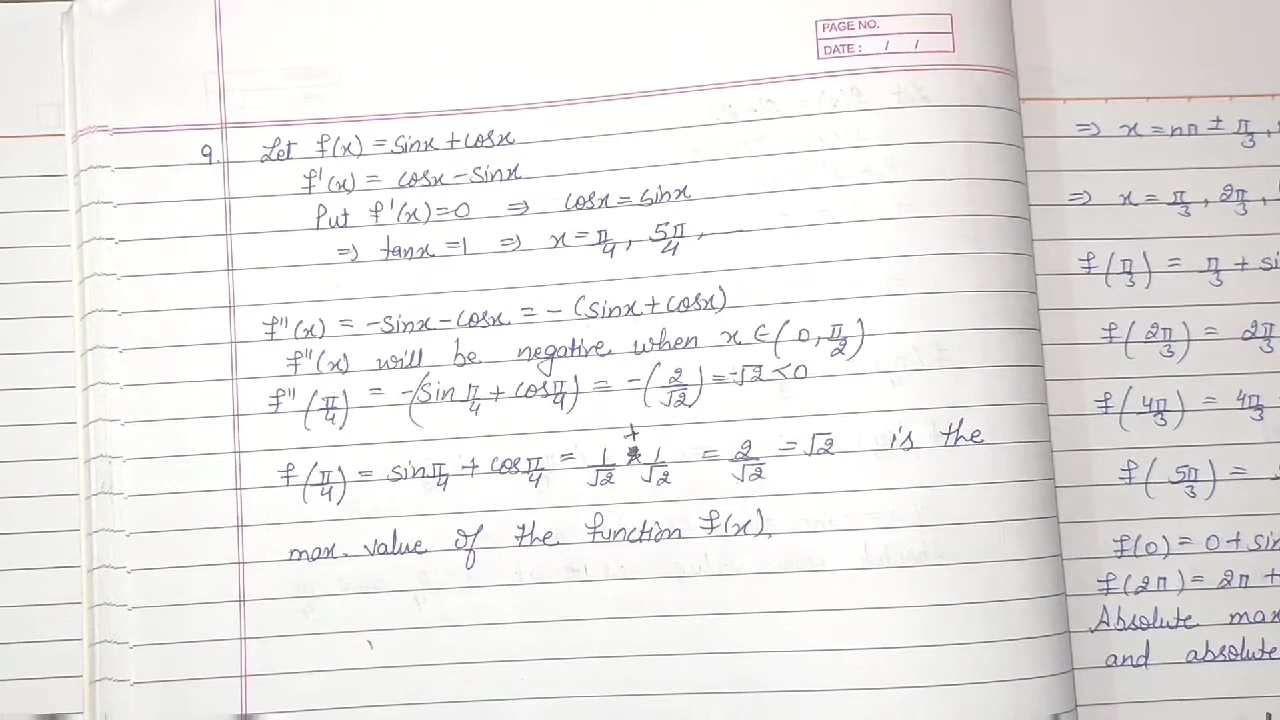 PAGE NO.
DATE: / /
9. Let f(x) = sinx + cosx
f'(x) = cosx - sinx
Put f'(x) = 0 ⇒ cosx = sinx
⇒ tanx = 1 ⇒ x = π/4, 5π/4,
f''(x) = -sinx - cosx = -(sinx + cosx)
f''(x) will be negative when x ∈ (0, π/2)
f''(π/4) = -(sin π/4 + cos π/4) = -(2/√2) = -√2 < 0
f(π/4) = sin π/4 + cos π/4 = 1/√2 + 1/√2 = 2/√2 = √2 is the
max. value of the function f(x).
⇒ x = nπ ± π/3,
⇒ x = π/3, 2π/3,
f(π/3) = π/3 + si
f(2π/3) = 2π/3
f(4π/3) = 4π/3
f(5π/3) =
f(0) = 0 + sin
f(2π) = 2π +
Absolute max
and absolute